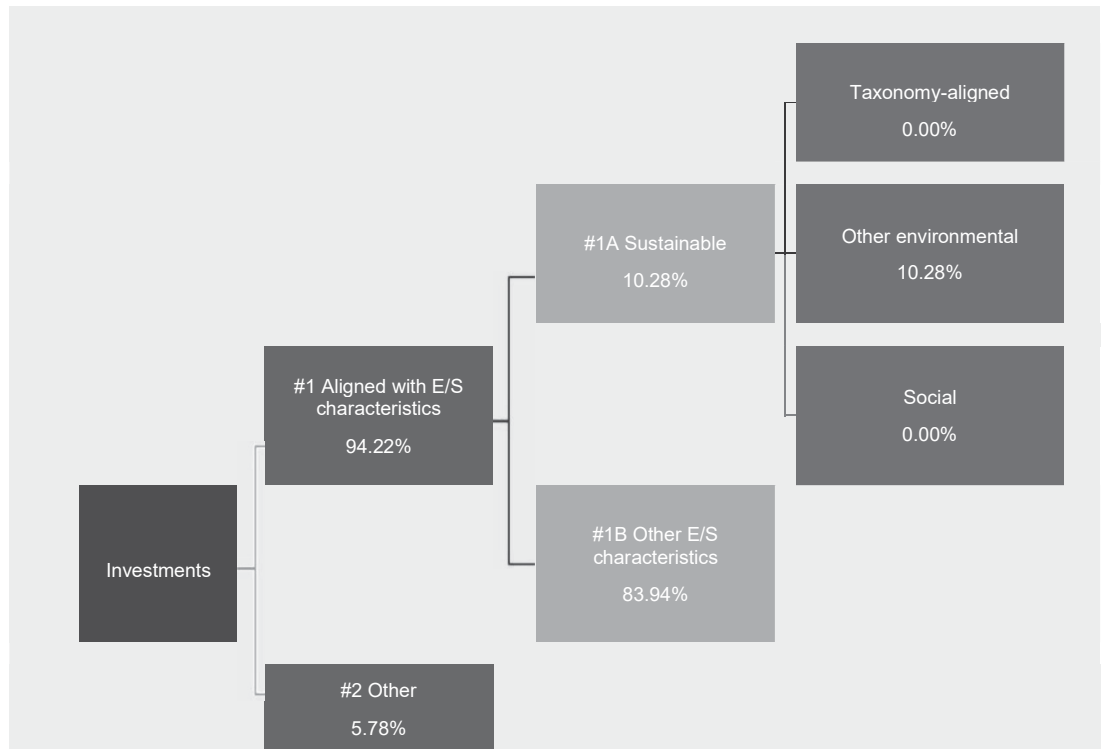 Taxonomy-aligned
0.00%
#1A Sustainable
10.28%
Other environmental
10.28%
#1 Aligned with E/S
characteristics
94.22%
Social
0.00%
Investments
#1B Other E/S
characteristics
83.94%
#2 Other
5.78%